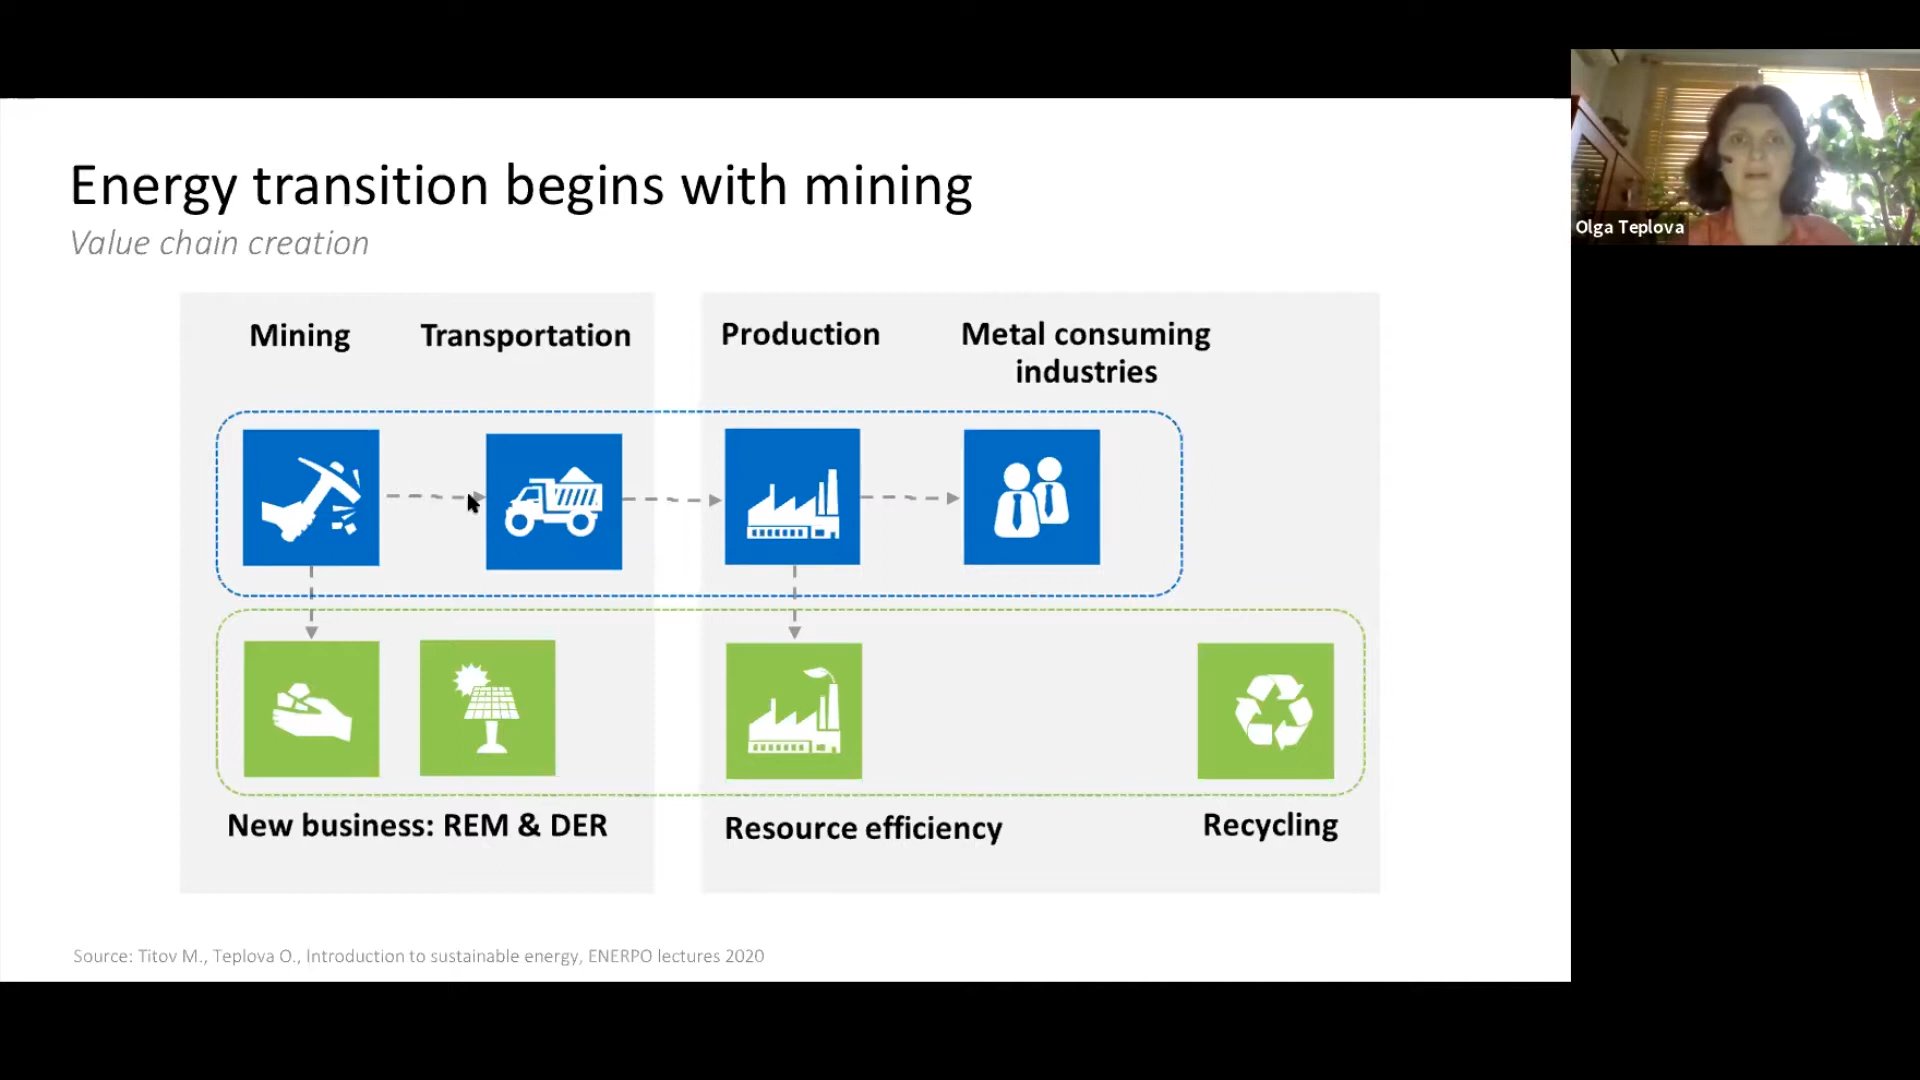 Energy transition begins with mining
Value chain creation
Olga Teplova
Mining
Transportation
Production
Metal consuming
industries
New business: REM & DER
Resource efficiency
Recycling
Source: Titov M., Teplova O., Introduction to sustainable energy, ENERPO lectures 2020